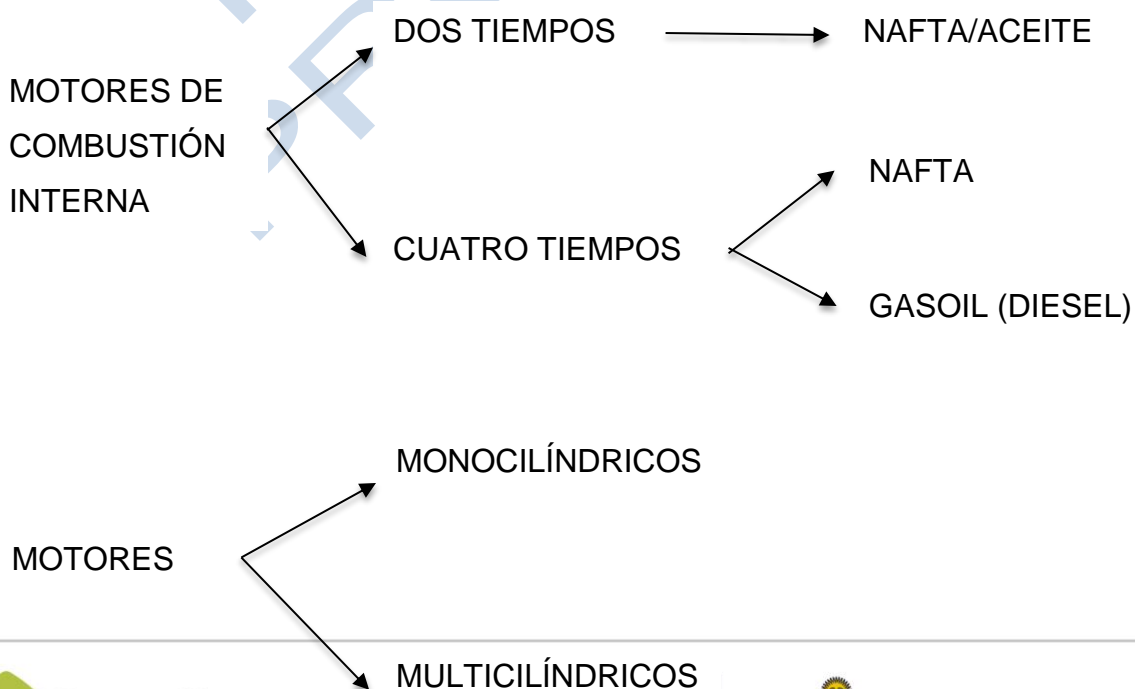 DOS TIEMPOS
NAFTA/ACEITE
MOTORES DE
COMBUSTIÓN
INTERNA
NAFTA
CUATRO TIEMPOS
GASOIL (DIESEL)
MONOCILÍNDRICOS
MOTORES
MULTICILÍNDRICOS